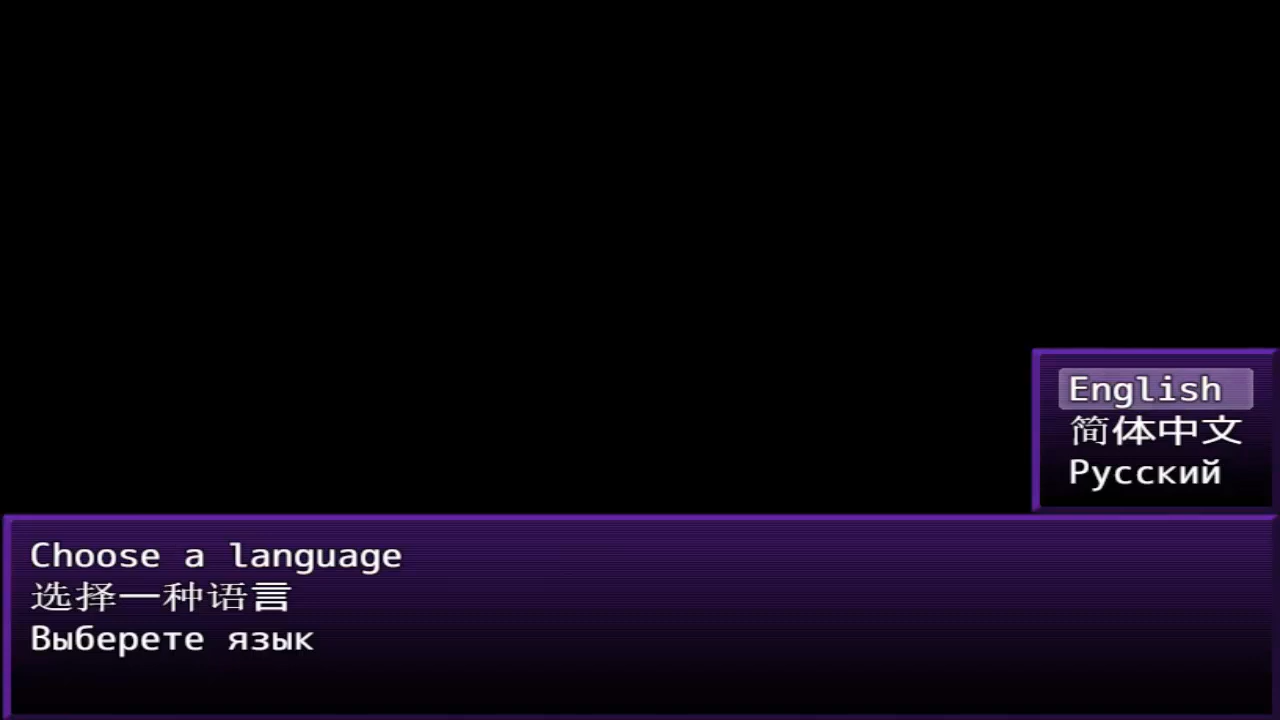 English
简体中文
Русский
Choose a language
选择一种语言
Выберете язык